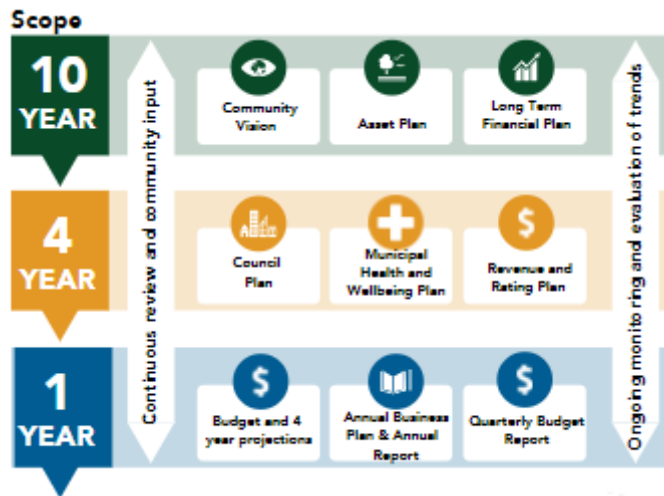 Scope
10
YEAR
Continuous review and community input
Community
Vision
Asset Plan
Long Term
Financial Plan
Ongoing monitoring and evaluation of trends
4
YEAR
Council
Plan
Municipal
Health and
Wellbeing Plan
$
Revenue and
Rating Plan
1
YEAR
$
Budget and 4
year projections
Annual Business
Plan & Annual
Report
$
Quarterly Budget
Report